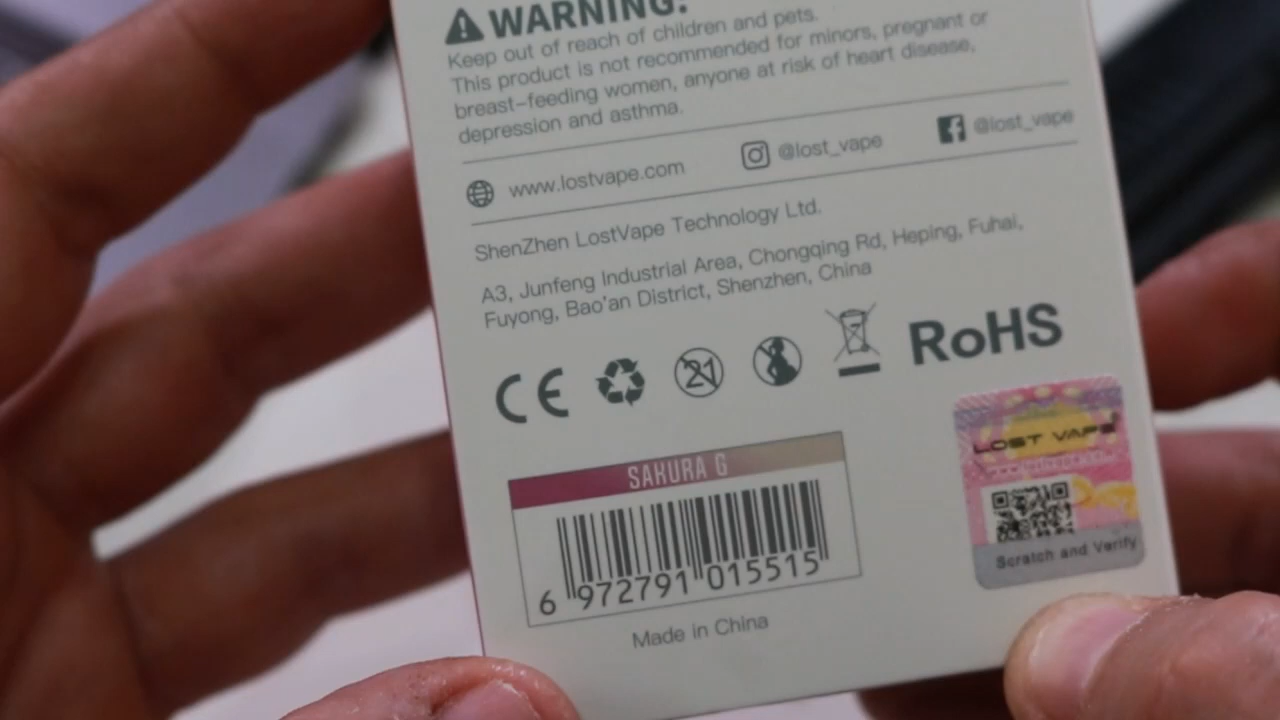 WARNING:
Keep out of reach of children and pets.
This product is not recommended for minors, pregnant or
breast-feeding women, anyone at risk of heart disease,
depression and asthma.
www.lostvape.com @lost_vape @lost_vape
ShenZhen LostVape Technology Ltd.
A3, Junfeng Industrial Area, Chongqing Rd, Heping, Fuhai,
Fuyong, Bao'an District, Shenzhen, China
CE 21 RoHS
LOST VAPE
SAKURA G
Scratch and Verify
6 972791 015515
Made in China